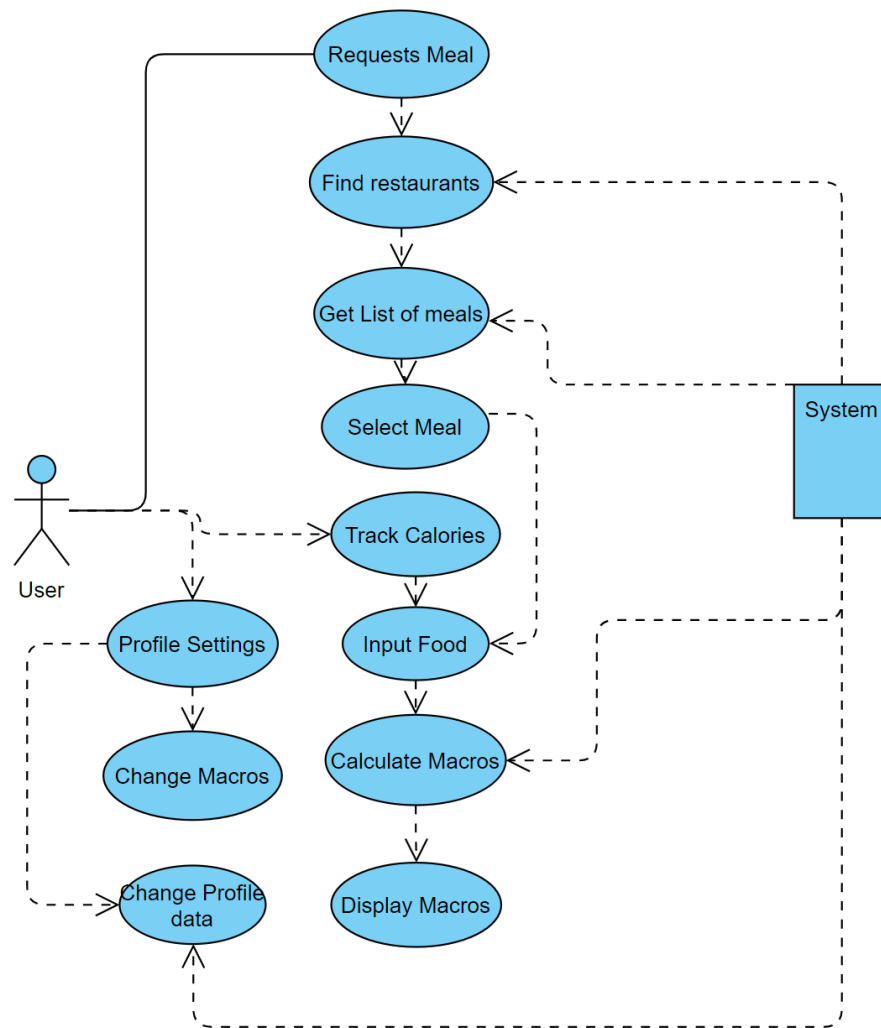 Requests Meal
Find restaurants
Get List of meals
System
Select Meal
Track Calories
User
Profile Settings
Input Food
Change Macros
Calculate Macros
Change Profile
data
Display Macros